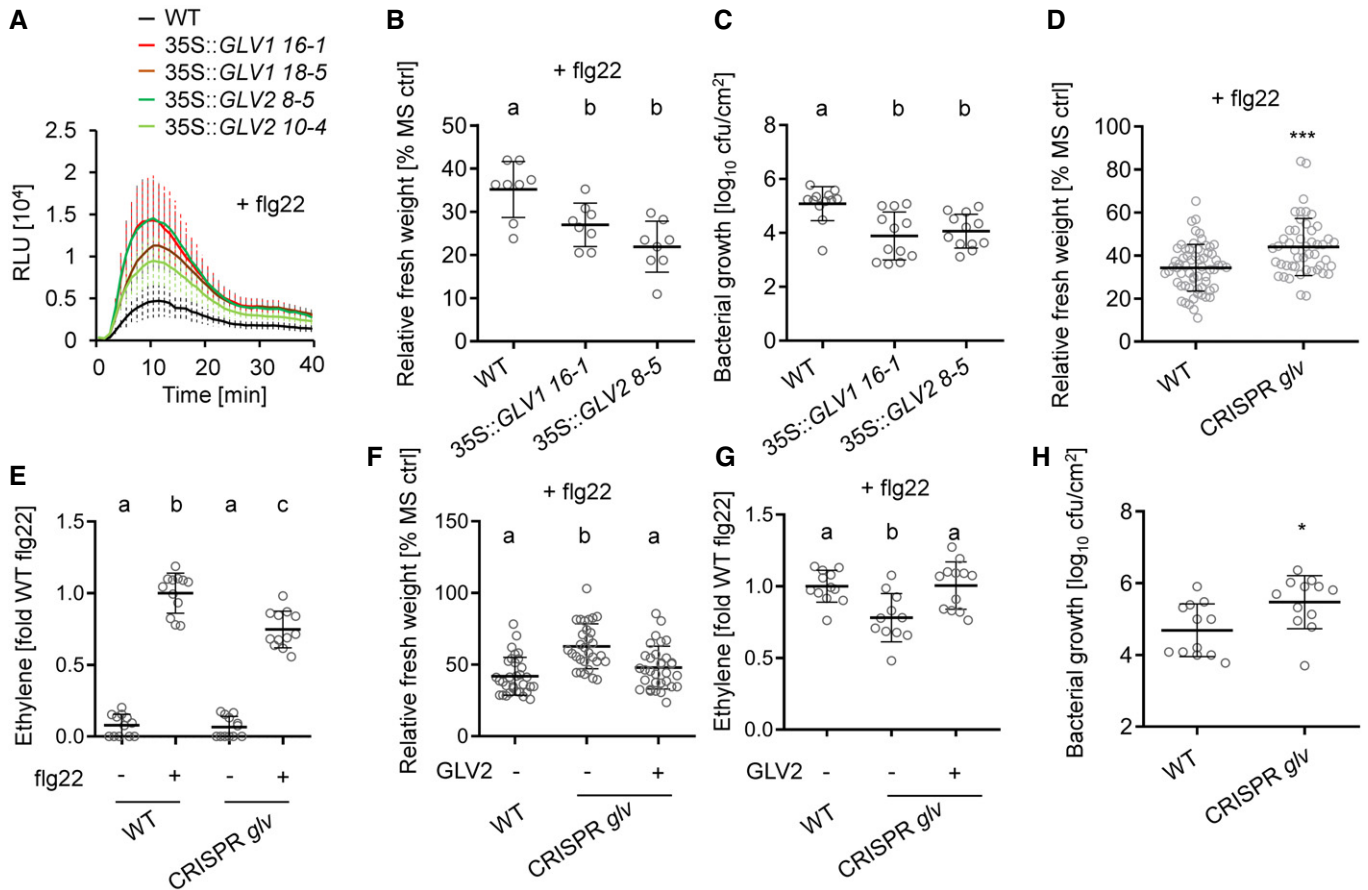 A
WT
35S::GLV1 16-1
35S::GLV1 18-5
35S::GLV2 8-5
35S::GLV2 10-4
RLU [10⁴]
2.5
2
1.5
1
0.5
0
+ flg22
0 10 20 30 40
Time [min]
B
+ flg22
a b b
Relative fresh weight [% MS ctrl]
50
40
30
20
10
0
WT
35S::GLV1 16-1
35S::GLV2 8-5
C
a b b
Bacterial growth [log₁₀ cfu/cm²]
8
6
4
2
0
WT
35S::GLV1 16-1
35S::GLV2 8-5
D
+ flg22
***
Relative fresh weight [% MS ctrl]
100
80
60
40
20
0
WT
CRISPR glv
E
a b a c
Ethylene [fold WT flg22]
1.5
1.0
0.5
0.0
flg22 - + - +
WT
CRISPR glv
F
+ flg22
a b a
Relative fresh weight [% MS ctrl]
150
100
50
0
GLV2 - - +
WT
CRISPR glv
G
+ flg22
a b a
Ethylene [fold WT flg22]
1.5
1.0
0.5
0.0
GLV2 - - +
WT
CRISPR glv
H
*
Bacterial growth [log₁₀ cfu/cm²]
8
6
4
2
WT
CRISPR glv